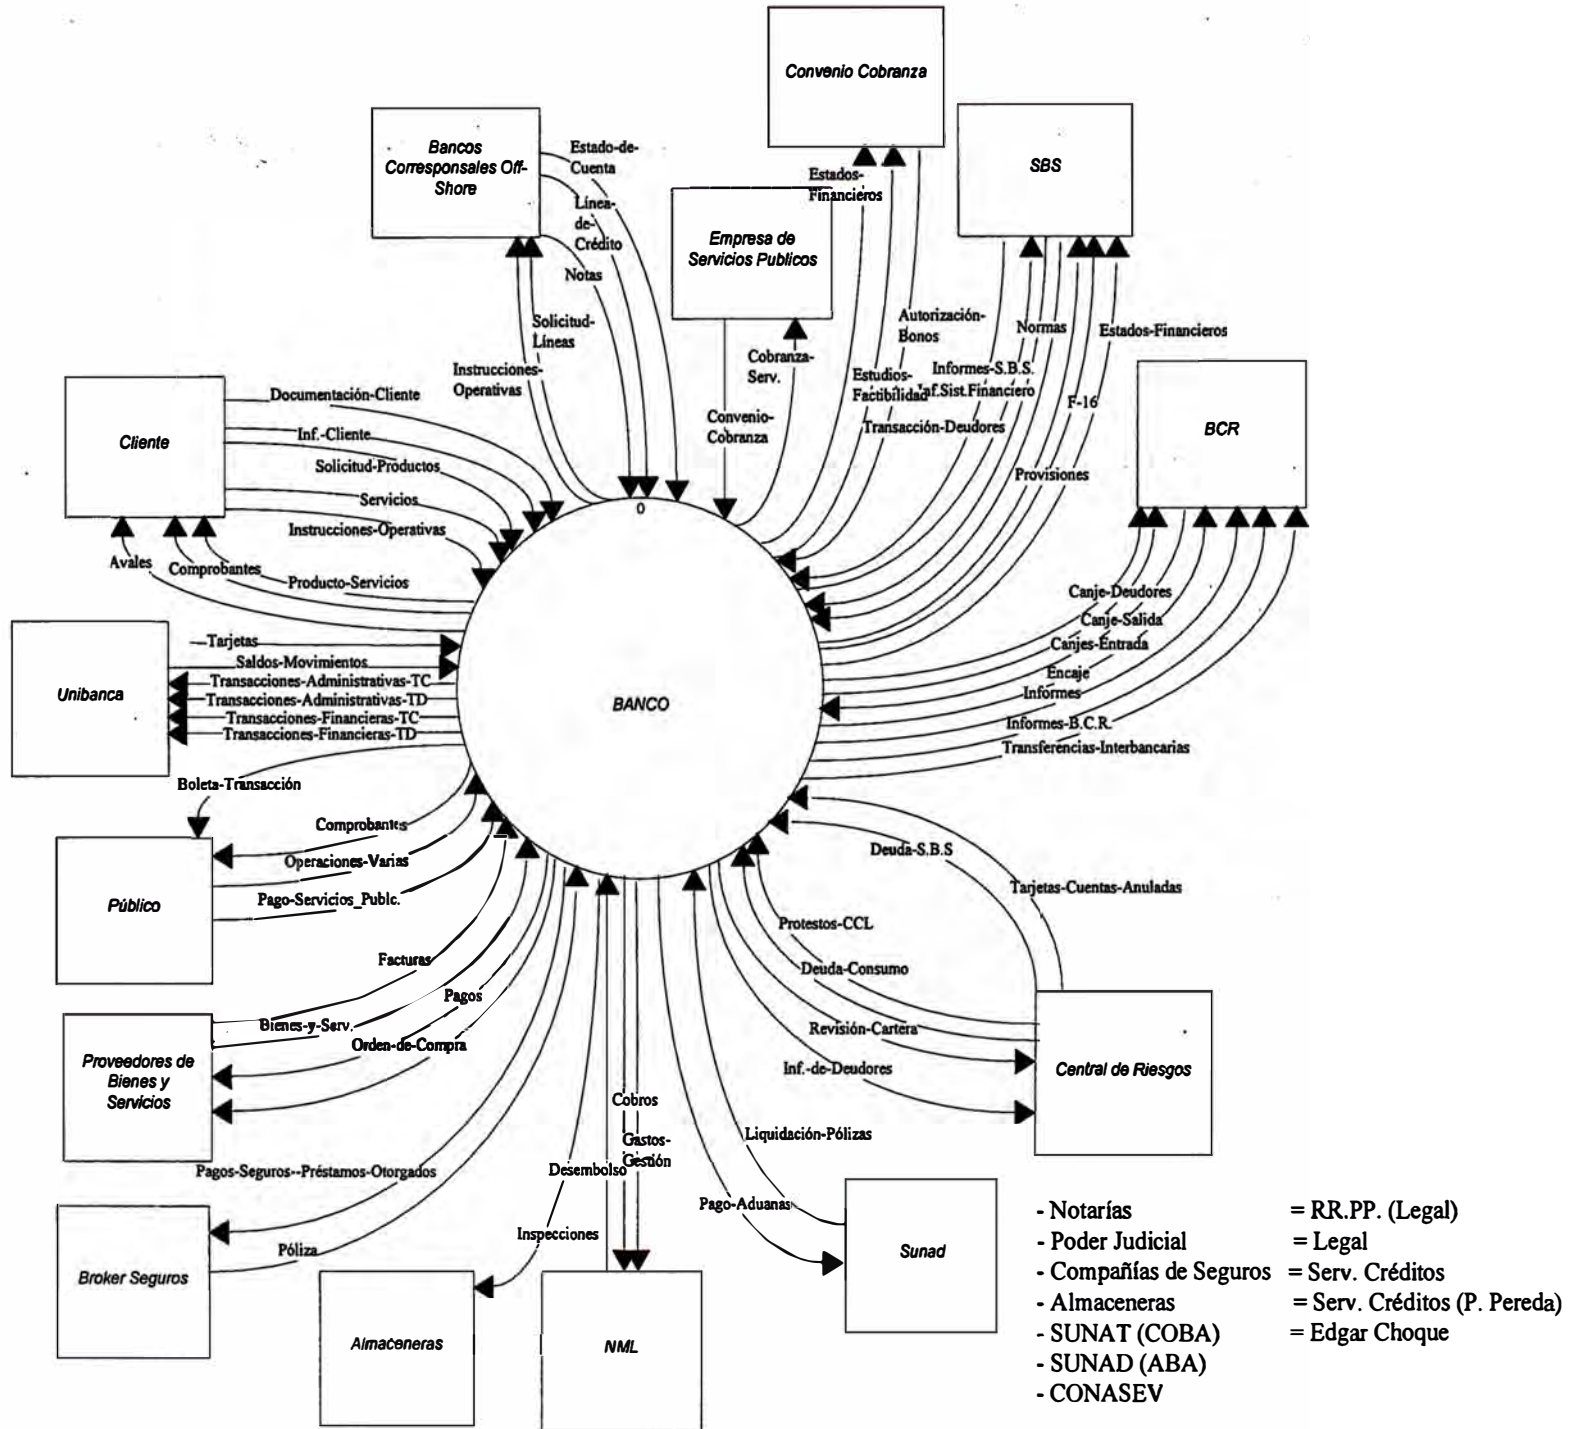 Convenio Cobranza
Bancos
Corresponsales Off-
Shore
Estado-de-
Cuenta
Línea-
de-
Crédito
Notas
Empresa de
Servicios Publicos
Estados-
Financieros
SBS
Solicitud-
Líneas
Instrucciones-
Operativas
Cobranza-
Serv.
Convenio-
Cobranza
Autorización-
Bonos
Estudios-
Factibilidad
Normas
Estados-Financieros
Informes-S.B.S.
Inf.Sist.Financiero
Transacción-Deudores
F-16
Provisiones
BCR
Cliente
Documentación-Cliente
Inf.-Cliente
Solicitud-Productos
Servicios
Instrucciones-Operativas
Avales
Comprobantes
Producto-Servicios
0
BANCO
Canje-Deudores
Canje-Salida
Canjes-Entrada
Encaje
Informes
Informes-B.C.R.
Transferencias-Interbancarias
Unibanca
Tarjetas
Saldos-Movimientos
Transacciones-Administrativas-TC
Transacciones-Administrativas-TD
Transacciones-Financieras-TC
Transacciones-Financieras-TD
Boleta-Transacción
Público
Comprobantes
Operaciones-Varias
Pago-Servicios_Publc.
Deuda-S.B.S
Tarjetas-Cuentas-Anuladas
Protestos-CCL
Deuda-Consumo
Revisión-Cartera
Inf.-de-Deudores
Central de Riesgos
Facturas
Pagos
Bienes-y-Serv.
Orden-de-Compra
Proveedores de
Bienes y
Servicios
Pagos-Seguros--Préstamos-Otorgados
Póliza
Broker Seguros
Inspecciones
Almaceneras
Desembolso
Cobros
Gastos-
Gestión
NML
Liquidación-Pólizas
Pago-Aduanas
Sunad
- Notarías = RR.PP. (Legal)
- Poder Judicial = Legal
- Compañías de Seguros = Serv. Créditos
- Almaceneras = Serv. Créditos (P. Pereda)
- SUNAT (COBA) = Edgar Choque
- SUNAD (ABA)
- CONASEV